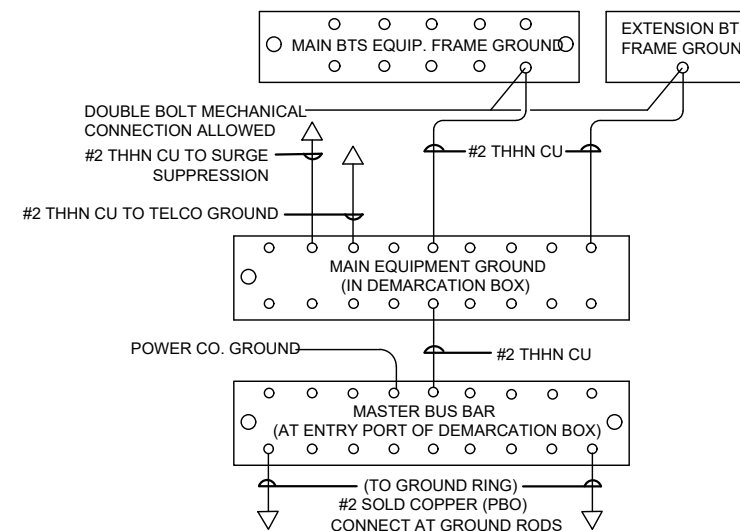 MAIN BTS EQUIP. FRAME GROUND
EXTENSION BT
FRAME GROUN
DOUBLE BOLT MECHANICAL
CONNECTION ALLOWED
#2 THHN CU TO SURGE
SUPPRESSION
#2 THHN CU
#2 THHN CU TO TELCO GROUND
MAIN EQUIPMENT GROUND
(IN DEMARCATION BOX)
POWER CO. GROUND
#2 THHN CU
MASTER BUS BAR
(AT ENTRY PORT OF DEMARCATION BOX)
(TO GROUND RING)
#2 SOLD COPPER (PBO)
CONNECT AT GROUND RODS